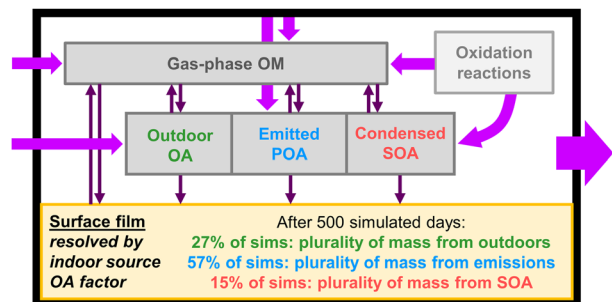 Gas-phase OM
Oxidation
reactions
Outdoor
OA
Emitted
POA
Condensed
SOA
Surface film
resolved by
indoor source
OA factor
After 500 simulated days:
27% of sims: plurality of mass from outdoors
57% of sims: plurality of mass from emissions
15% of sims: plurality of mass from SOA